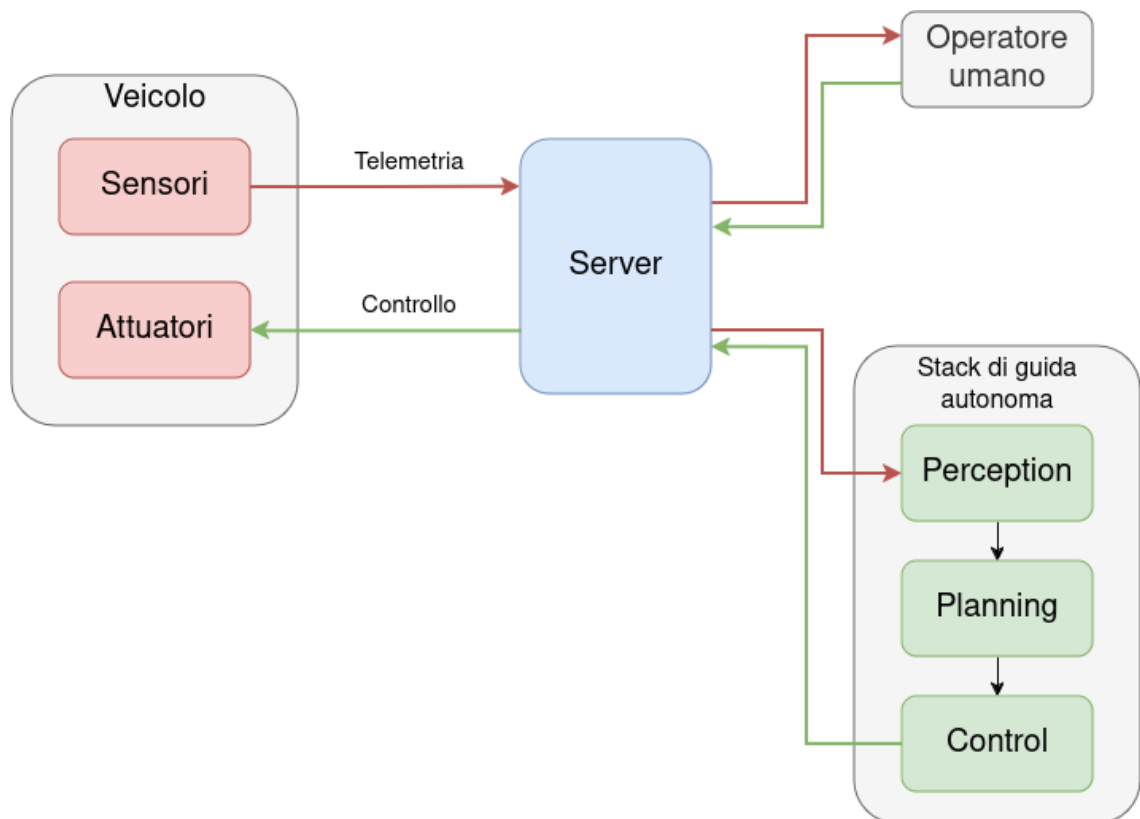 Veicolo
Sensori
Attuatori
Telemetria
Controllo
Server
Operatore
umano
Stack di guida
autonoma
Perception
Planning
Control